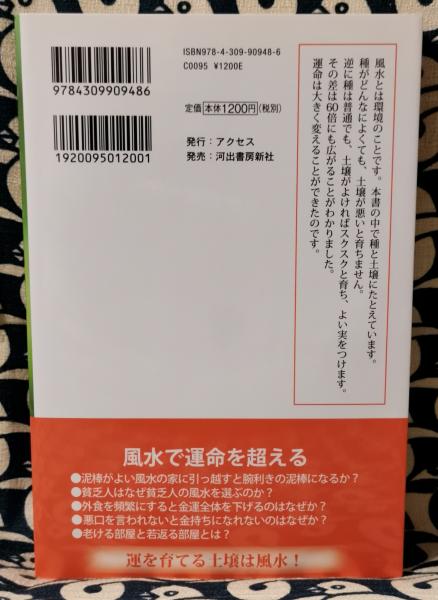 ISBN978-4-309-90948-6
C0095 ¥1200E
定価 本体1200円(税別)
9784309909486
発行：アクセス
発売：河出書房新社
1920095012001
風水とは環境のことです。本書の中で種と土壌にたとえています。
種がどんなによくても、土壌が悪いと育ちません。
逆に種は普通でも、土壌がよければスクスクと育ち、よい実をつけます。
その差は60倍にも広がることがわかりました。
運命は大きく変えることができたのです。
風水で運命を超える
●泥棒がよい風水の家に引っ越すと腕利きの泥棒になるか？
●貧乏人はなぜ貧乏人の風水を選ぶのか？
●外食を頻繁にすると金運全体を下げるのはなぜか？
●悪口を言われないと金持ちになれないのはなぜか？
●老ける部屋と若返る部屋とは？
運を育てる土壌は風水！